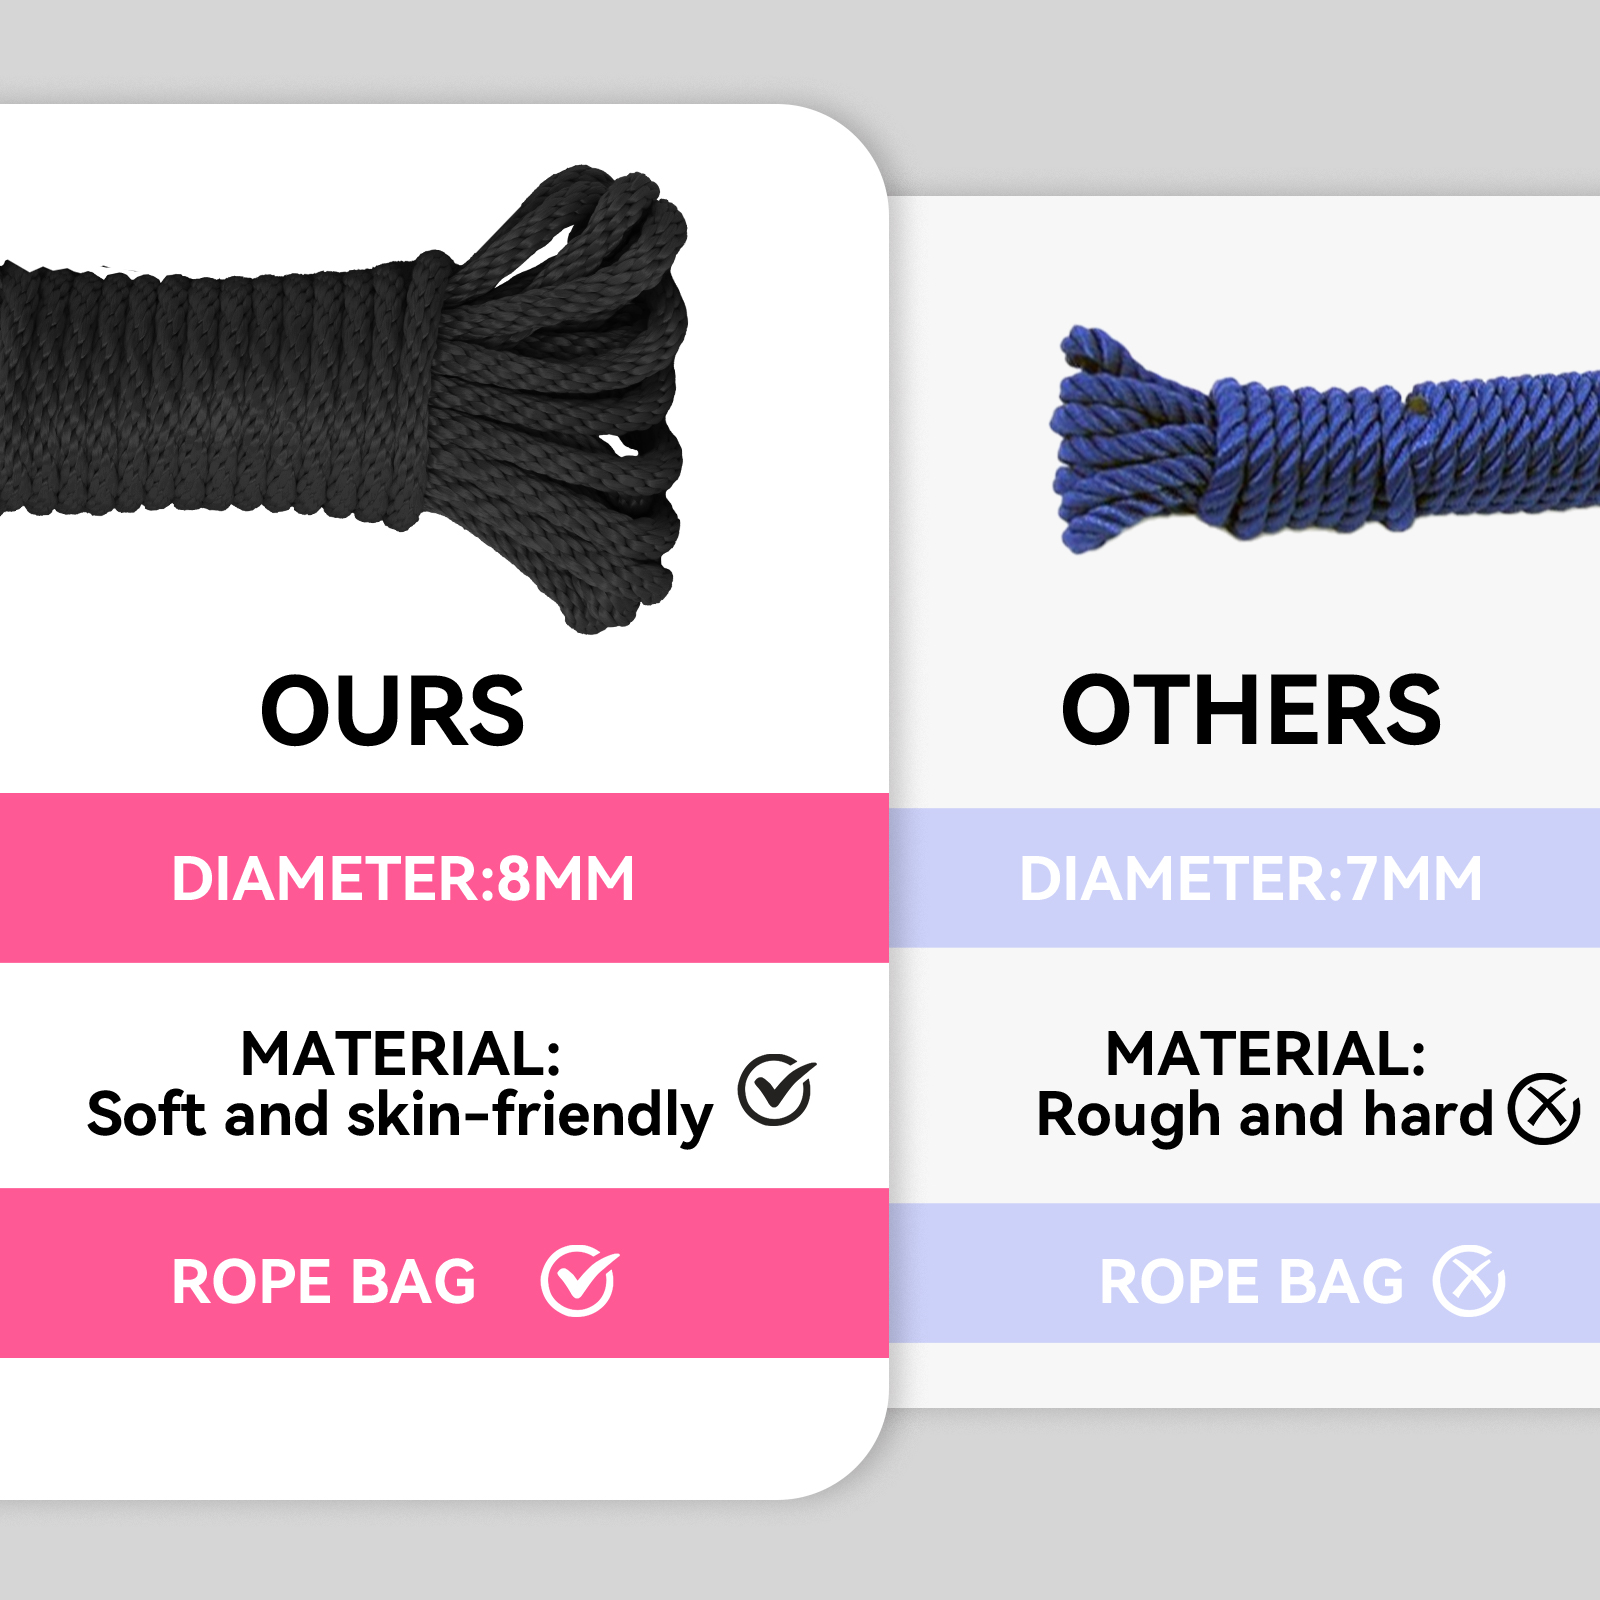 OURS
DIAMETER:8MM
MATERIAL:
Soft and skin-friendly
ROPE BAG
OTHERS
DIAMETER:7MM
MATERIAL:
Rough and hard
ROPE BAG